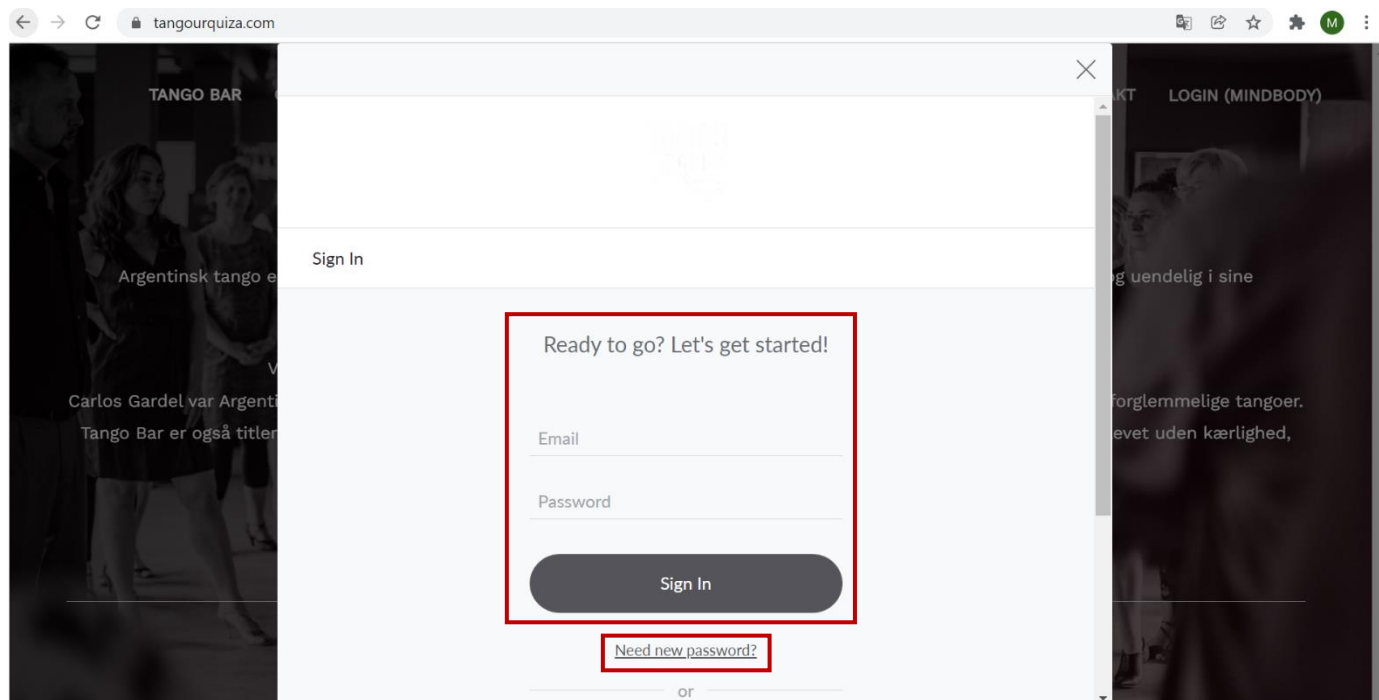 tangourquiza.com
M
TANGO BAR
KT LOGIN (MINDBODY)
Sign In
Argentinsk tango e
g uendelig i sine
Ready to go? Let's get started!
V
Carlos Gardel var Argenti
forglemmelige tangoer.
Tango Bar er også titler
evet uden kærlighed,
Email
Password
Sign In
Need new password?
or